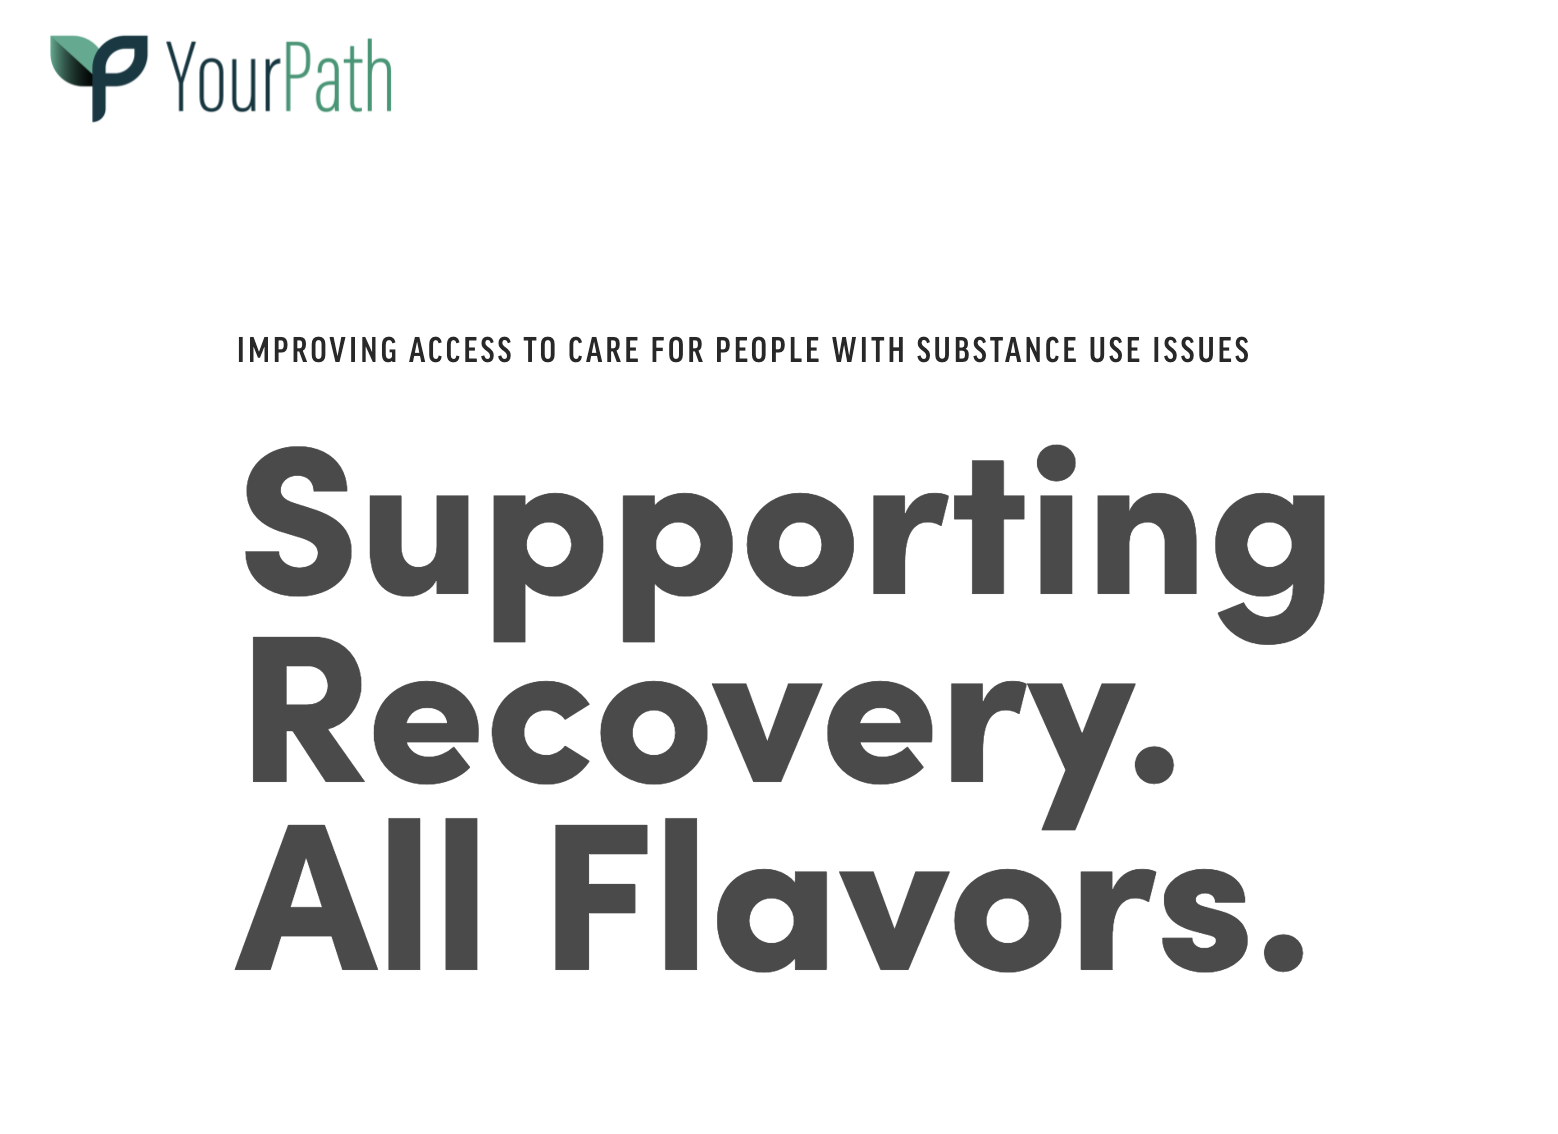 YourPath
IMPROVING ACCESS TO CARE FOR PEOPLE WITH SUBSTANCE USE ISSUES
Supporting
Recovery.
All Flavors.